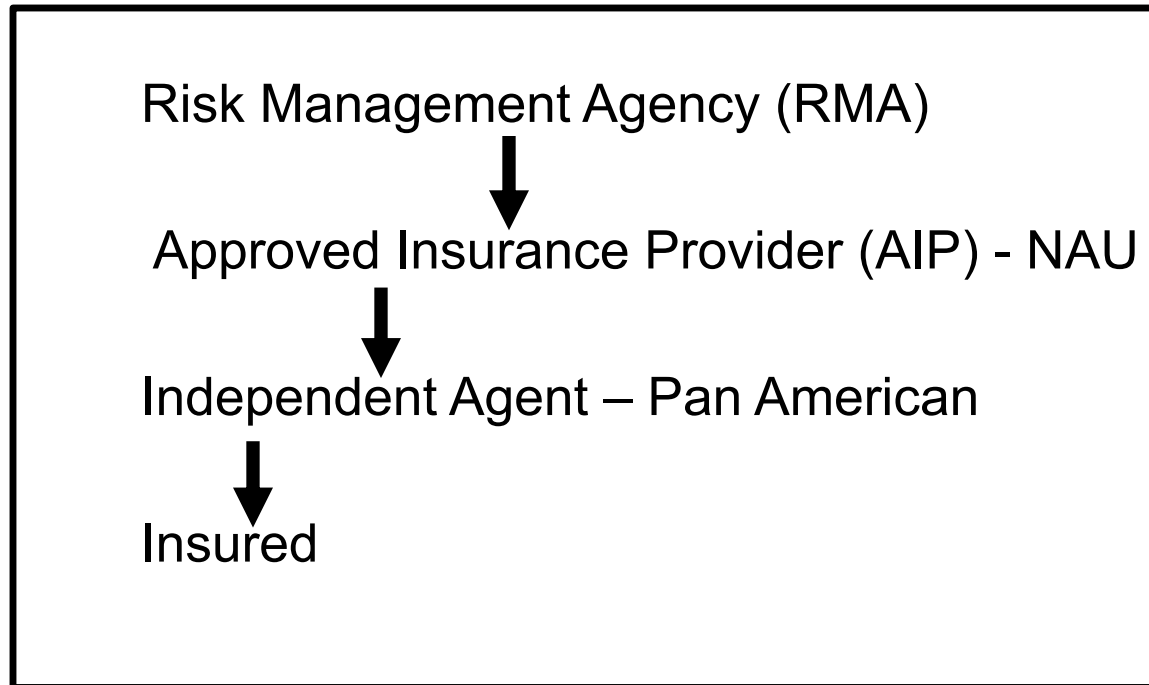 Risk Management Agency (RMA)
Approved Insurance Provider (AIP) - NAU
Independent Agent – Pan American
Insured